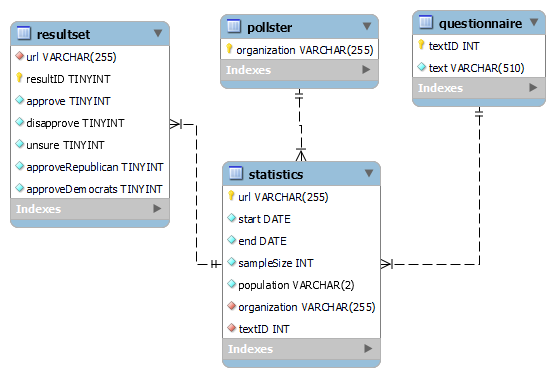 resultset
url VARCHAR(255)
resultID TINYINT
approve TINYINT
disapprove TINYINT
unsure TINYINT
approveRepublican TINYINT
approveDemocrats TINYINT
Indexes
pollster
organization VARCHAR(255)
Indexes
questionnaire
textID INT
text VARCHAR(510)
Indexes
statistics
url VARCHAR(255)
start DATE
end DATE
sampleSize INT
population VARCHAR(2)
organization VARCHAR(255)
textID INT
Indexes